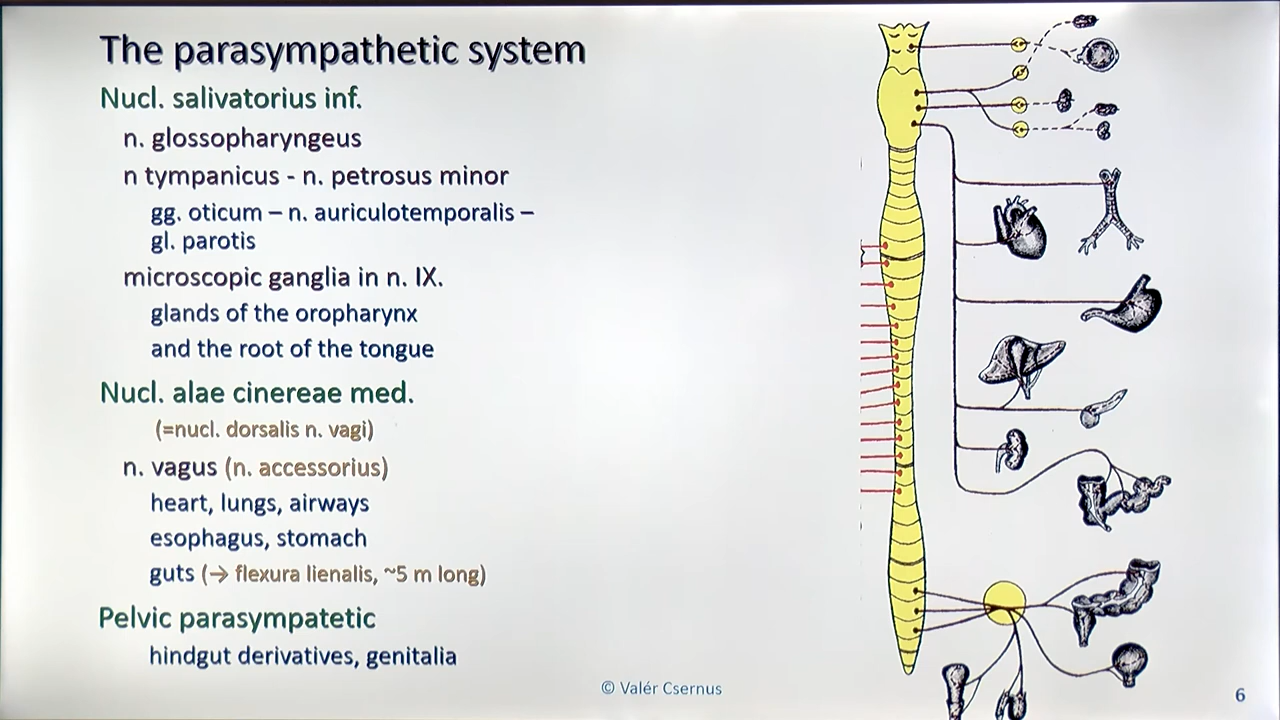 The parasympathetic system
Nucl. salivatorius inf.
n. glossopharyngeus
n tympanicus - n. petrosus minor
gg. oticum – n. auriculotemporalis –
gl. parotis
microscopic ganglia in n. IX.
glands of the oropharynx
and the root of the tongue
Nucl. alae cinereae med.
(=nucl. dorsalis n. vagi)
n. vagus (n. accessorius)
heart, lungs, airways
esophagus, stomach
guts (→ flexura lienalis, ~5 m long)
Pelvic parasympatetic
hindgut derivatives, genitalia
© Valér Csernus
6